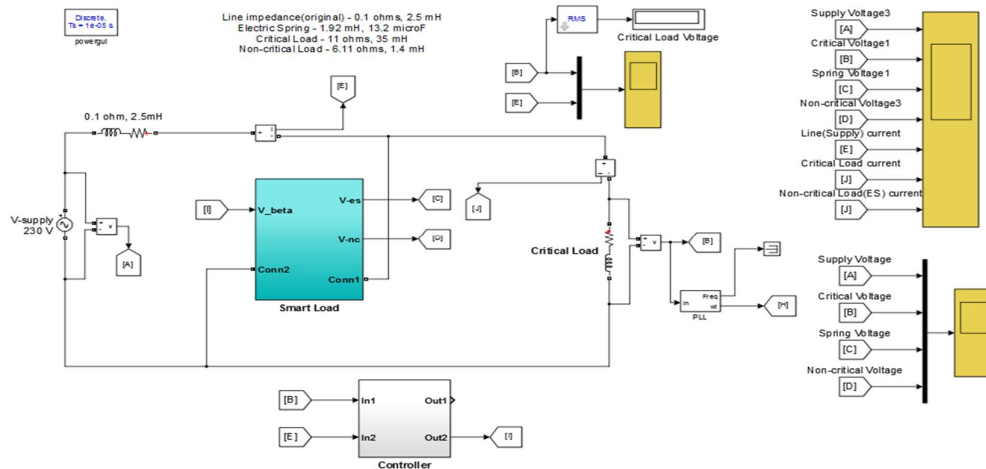 Discrete,
Ts = 1e-05 s.
powergui
Line impedance(original) - 0.1 ohms, 2.5 mH
Electric Spring - 1.92 mH, 13.2 microF
Critical Load - 11 ohms, 35 mH
Non-critical Load - 6.11 ohms, 1.4 mH
RMS
Critical Load Voltage
[B]
[E]
[E]
0.1 ohm, 2.5mH
V-supply
230 V
[A]
[I]
V_beta
V-es
V-nc
Conn2
Conn1
Smart Load
[C]
[J]
Critical Load
[B]
In
Freq
wt
PLL
[H]
[B]
[E]
In1
In2
Out1
Out2
Controller
[I]
Supply Voltage3
[A]
Critical Voltage1
[B]
Spring Voltage1
[C]
Non-critical Voltage3
[D]
Line(Supply) current
[E]
Critical Load current
[J]
Non-critical Load(ES) current
[J]
Supply Voltage
[A]
Critical Voltage
[B]
Spring Voltage
[C]
Non-critical Voltage
[D]